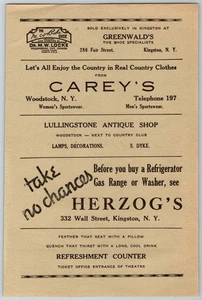 SOLD EXCLUSIVELY IN KINGSTON AT
GREENWALD'S
THE SHOE SPECIALISTS
286 Fair Street, Kingston, N. Y.
Dr. M.W. LOCKE
Let's All Enjoy the Country in Real Country Clothes
FROM
CAREY'S
Woodstock, N. Y. Telephone 197
Women's Sportswear. Men's Sportswear.
LULLINGSTONE ANTIQUE SHOP
WOODSTOCK — NEXT TO COUNTRY CLUB
LAMPS, DECORATIONS. S. DYKE.
take
no chances
Before you buy a Refrigerator
Gas Range or Washer, see
HERZOG'S
332 Wall Street, Kingston, N. Y.
FEATHER THAT SEAT WITH A PILLOW
QUENCH THAT THIRST WITH A LONG, COOL DRINK
REFRESHMENT COUNTER
TICKET OFFICE ENTRANCE OF THEATRE